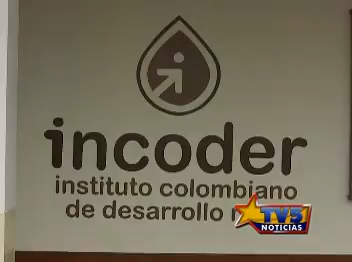 incoder
instituto colombiano
de desarrollo
TV5
NOTICIAS